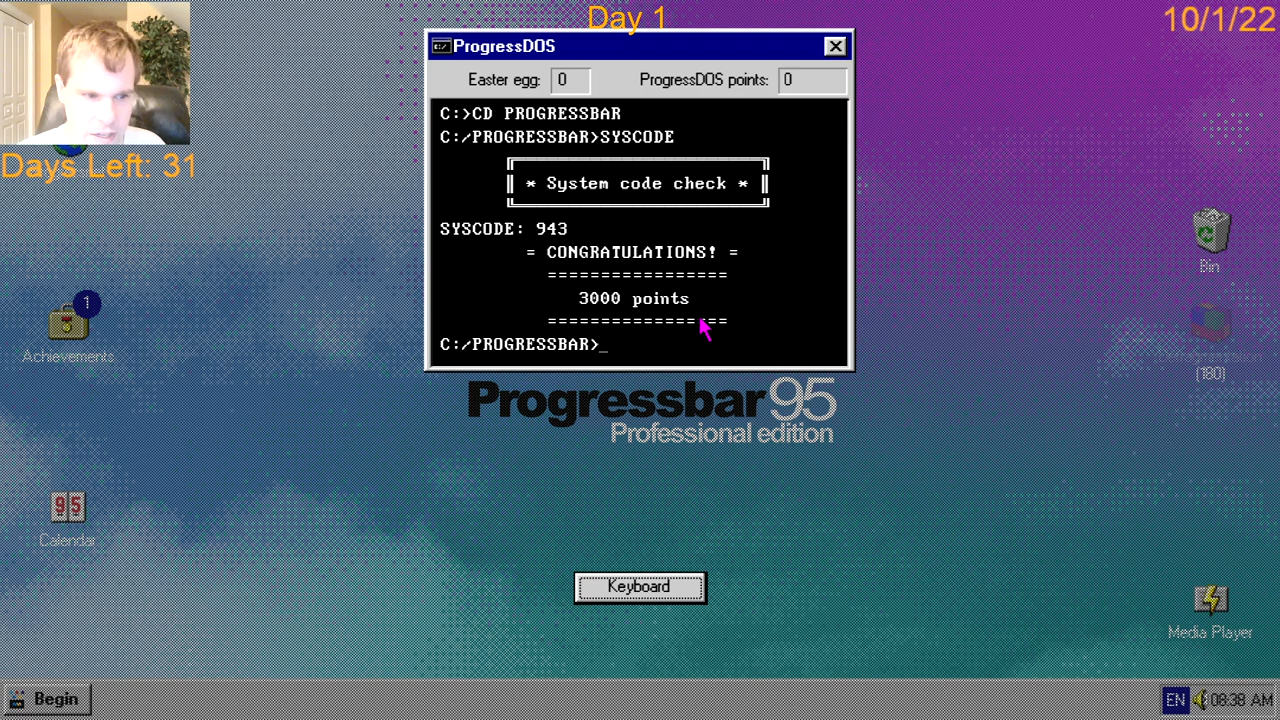 Day 1
10/1/22
Days Left: 31
ProgressDOS
Easter egg: 0 ProgressDOS points: 0
C:>CD PROGRESSBAR
C:/PROGRESSBAR>SYSCODE
* System code check *
SYSCODE: 943
= CONGRATULATIONS! =
=================
3000 points
=================
C:/PROGRESSBAR>_
Bin
1
Achievements
(180)
Progressbar95
Professional edition
95
Calendar
Keyboard
Media Player
Begin
EN 08:38 AM